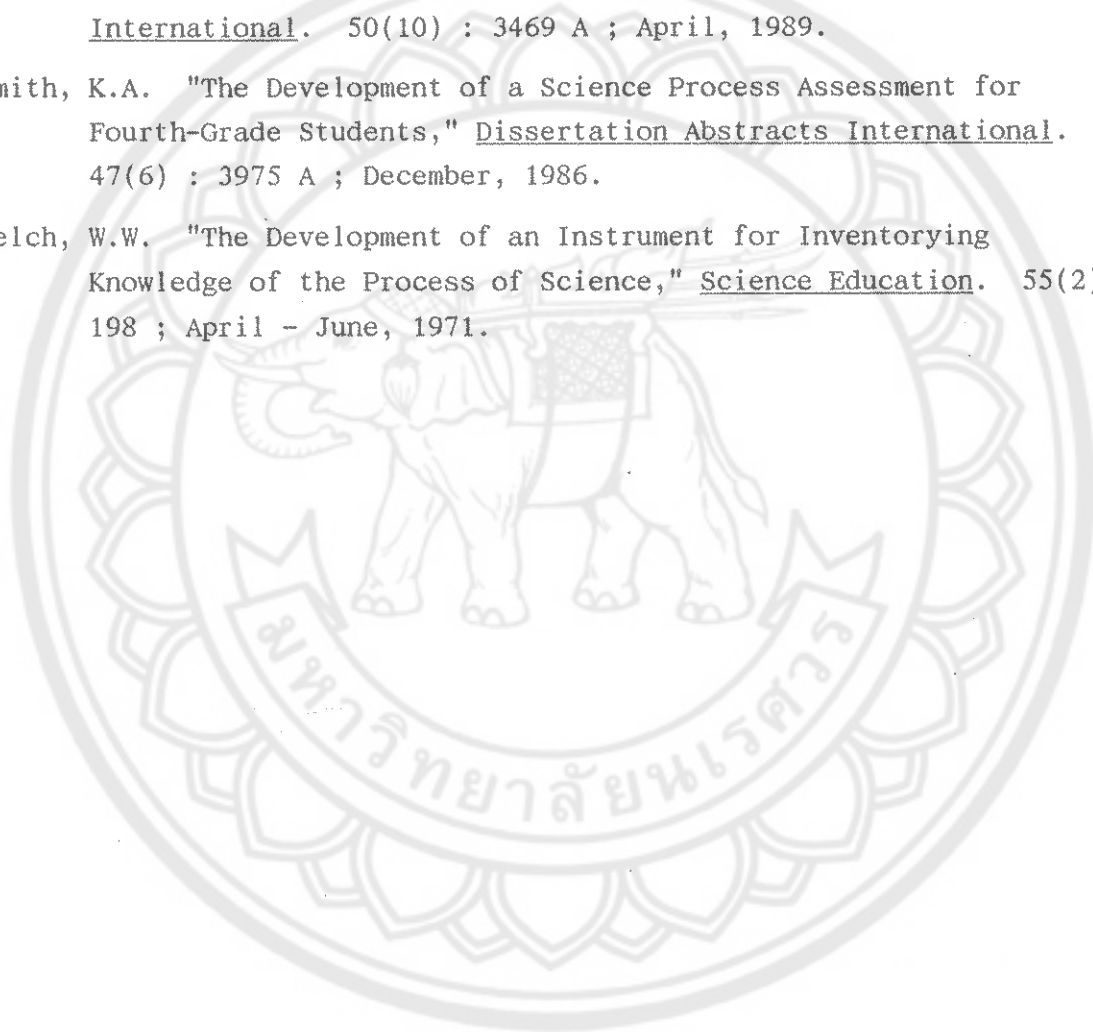 International. 50(10) : 3469 A ; April, 1989.
mith, K.A. "The Development of a Science Process Assessment for
Fourth-Grade Students," Dissertation Abstracts International.
47(6) : 3975 A ; December, 1986.
elch, W.W. "The Development of an Instrument for Inventorying
Knowledge of the Process of Science," Science Education. 55(2)
198 ; April - June, 1971.
มหาวิทยาลัยนเรศวร